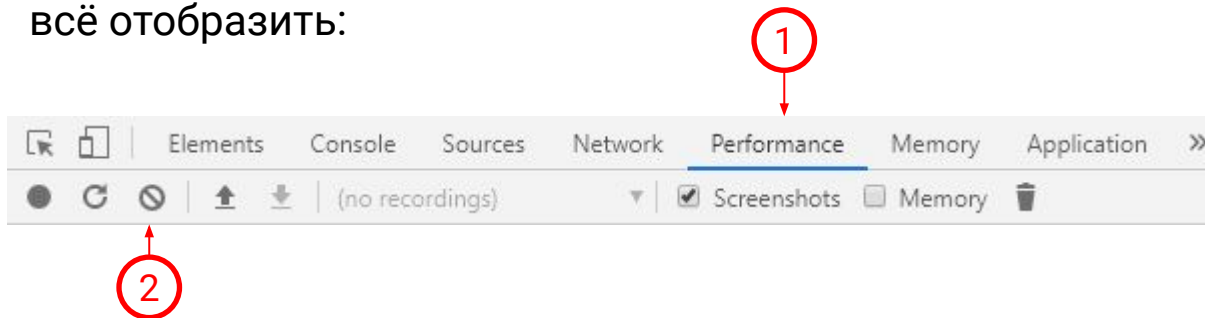 всё отобразить:
1
Elements Console Sources Network Performance Memory Application »
(no recordings) Screenshots Memory
2